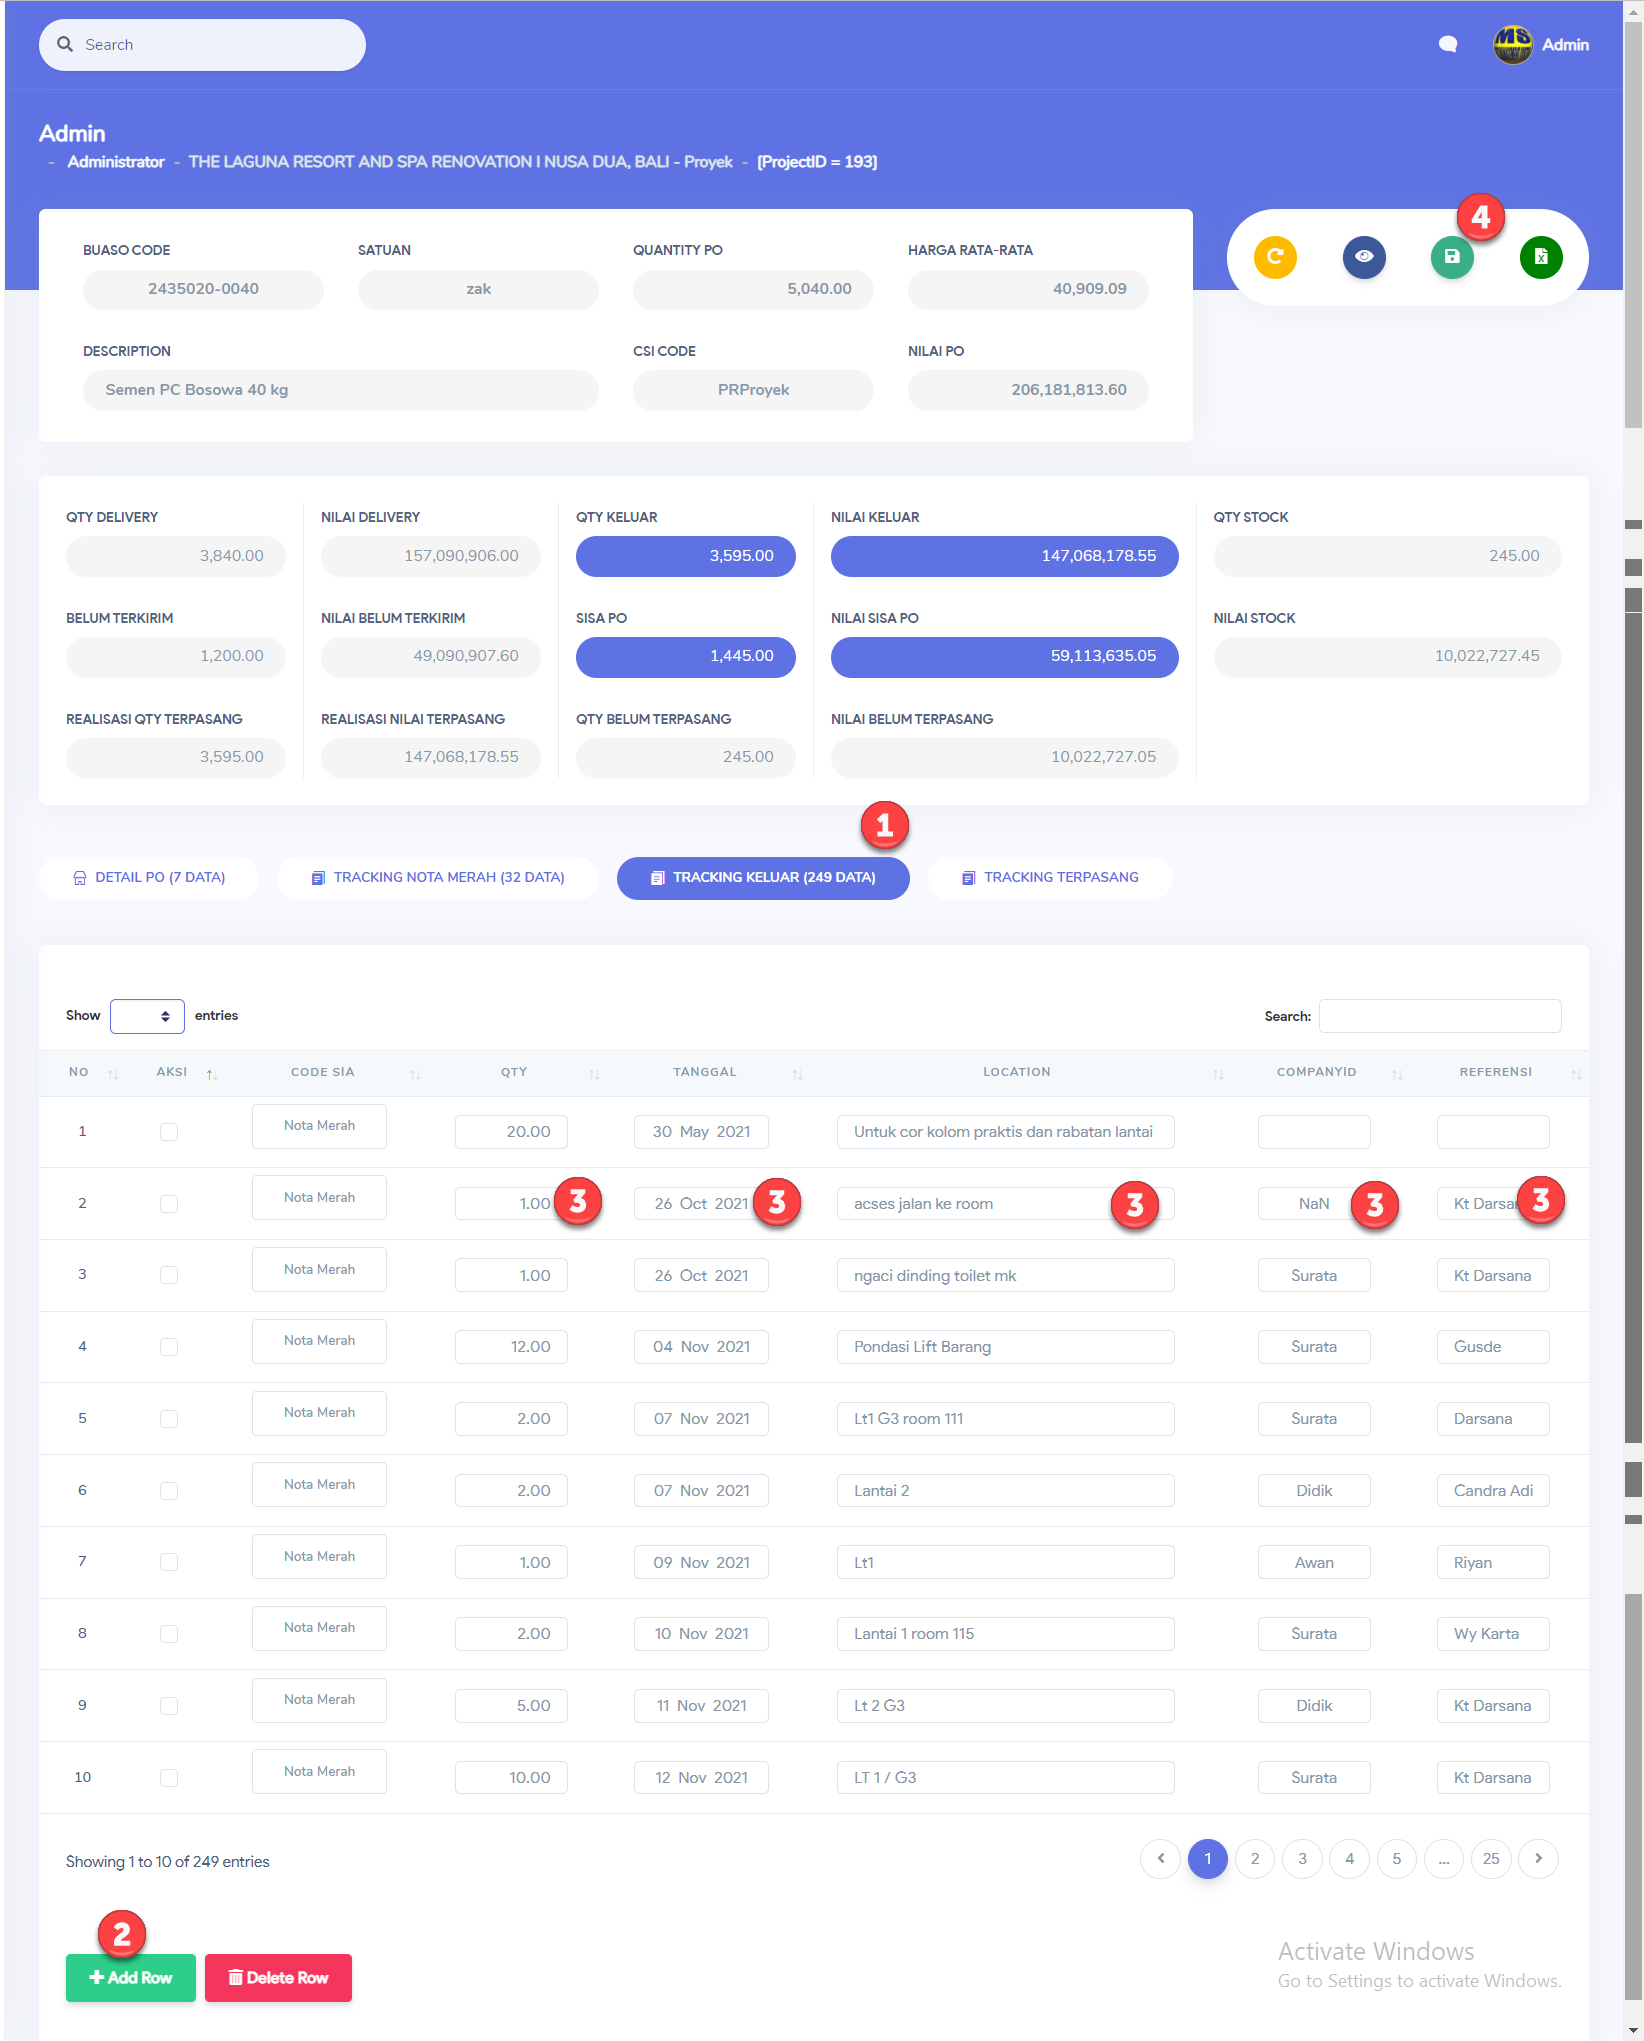 Search
MS
Admin
Admin
- Administrator - THE LAGUNA RESORT AND SPA RENOVATION I NUSA DUA, BALI - Proyek - [ProjectID = 193]
4
BUASO CODE SATUAN QUANTITY PO HARGA RATA-RATA
2435020-0040 zak 5,040.00 40,909.09
DESCRIPTION CSI CODE NILAI PO
Semen PC Bosowa 40 kg PRProyek 206,181,813.60
QTY DELIVERY NILAI DELIVERY QTY KELUAR NILAI KELUAR QTY STOCK
3,840.00 157,090,906.00 3,595.00 147,068,178.55 245.00
BELUM TERKIRIM NILAI BELUM TERKIRIM SISA PO NILAI SISA PO NILAI STOCK
1,200.00 49,090,907.60 1,445.00 59,113,635.05 10,022,727.45
REALISASI QTY TERPASANG REALISASI NILAI TERPASANG QTY BELUM TERPASANG NILAI BELUM TERPASANG
3,595.00 147,068,178.55 245.00 10,022,727.05
1
DETAIL PO (7 DATA) TRACKING NOTA MERAH (32 DATA) TRACKING KELUAR (249 DATA) TRACKING TERPASANG
Show entries Search:
NO AKSI CODE SIA QTY TANGGAL LOCATION COMPANYID REFERENSI
1 Nota Merah 20.00 30 May 2021 Untuk cor kolom praktis dan rabatan lantai
2 Nota Merah 1.00 3 26 Oct 2021 3 acses jalan ke room 3 NaN 3 Kt Darsa 3
3 Nota Merah 1.00 26 Oct 2021 ngaci dinding toilet mk Surata Kt Darsana
4 Nota Merah 12.00 04 Nov 2021 Pondasi Lift Barang Surata Gusde
5 Nota Merah 2.00 07 Nov 2021 Lt1 G3 room 111 Surata Darsana
6 Nota Merah 2.00 07 Nov 2021 Lantai 2 Didik Candra Adi
7 Nota Merah 1.00 09 Nov 2021 Lt1 Awan Riyan
8 Nota Merah 2.00 10 Nov 2021 Lantai 1 room 115 Surata Wy Karta
9 Nota Merah 5.00 11 Nov 2021 Lt 2 G3 Didik Kt Darsana
10 Nota Merah 10.00 12 Nov 2021 LT 1 / G3 Surata Kt Darsana
Showing 1 to 10 of 249 entries 1 2 3 4 5 ... 25
2
Add Row Delete Row
Activate Windows
Go to Settings to activate Windows.